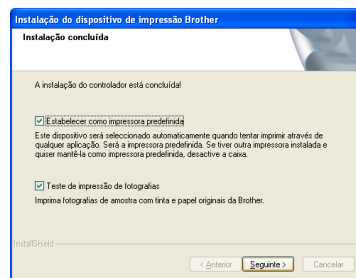 Instalação do dispositivo de impressão Brother
Instalação concluída
A instalação do controlador está concluída!
Estabelecer como impressora predefinida
Este dispositivo será seleccionado automaticamente quando tentar imprimir através de
qualquer aplicação. Será a impressora predefinida. Se tiver outra impressora instalada e
quiser mantê-la como impressora predefinida, desactive a caixa.
Teste de impressão de fotografias
Imprima fotografias de amostra com tinta e papel originais da Brother.
InstallShield
< Anterior
Seguinte >
Cancelar